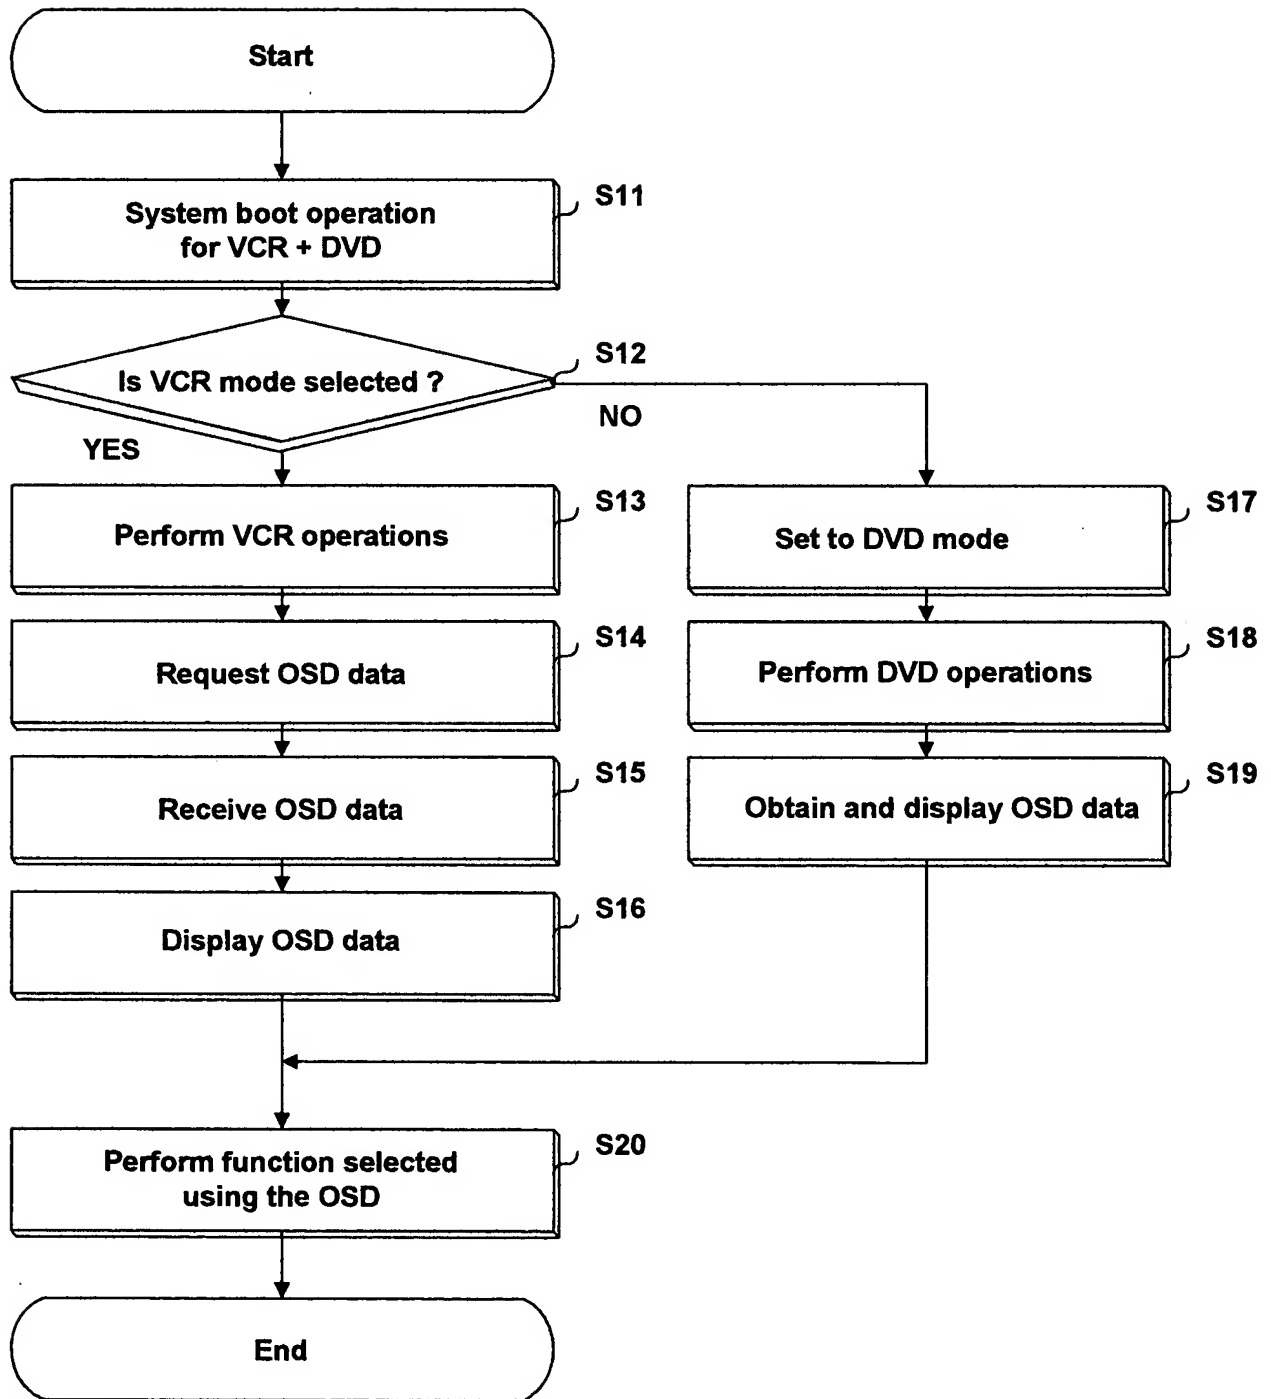 Start
System boot operation
for VCR + DVD
S11
Is VCR mode selected ?
S12
NO
YES
Perform VCR operations
S13
Set to DVD mode
S17
Request OSD data
S14
Perform DVD operations
S18
Receive OSD data
S15
Obtain and display OSD data
S19
Display OSD data
S16
Perform function selected
using the OSD
S20
End